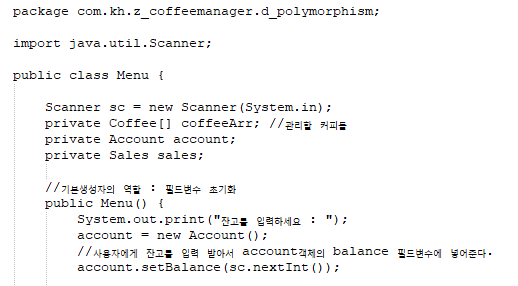 package com.kh.z_coffeemanager.d_polymorphism;
import java.util.Scanner;
public class Menu {
Scanner sc = new Scanner(System.in);
private Coffee[] coffeeArr; //관리할 커피들
private Account account;
private Sales sales;
//기본생성자의 역할 : 필드변수 초기화
public Menu() {
System.out.print("잔고를 입력하세요 : ");
account = new Account();
//사용자에게 잔고를 입력 받아서 account객체의 balance 필드변수에 넣어준다.
account.setBalance(sc.nextInt());